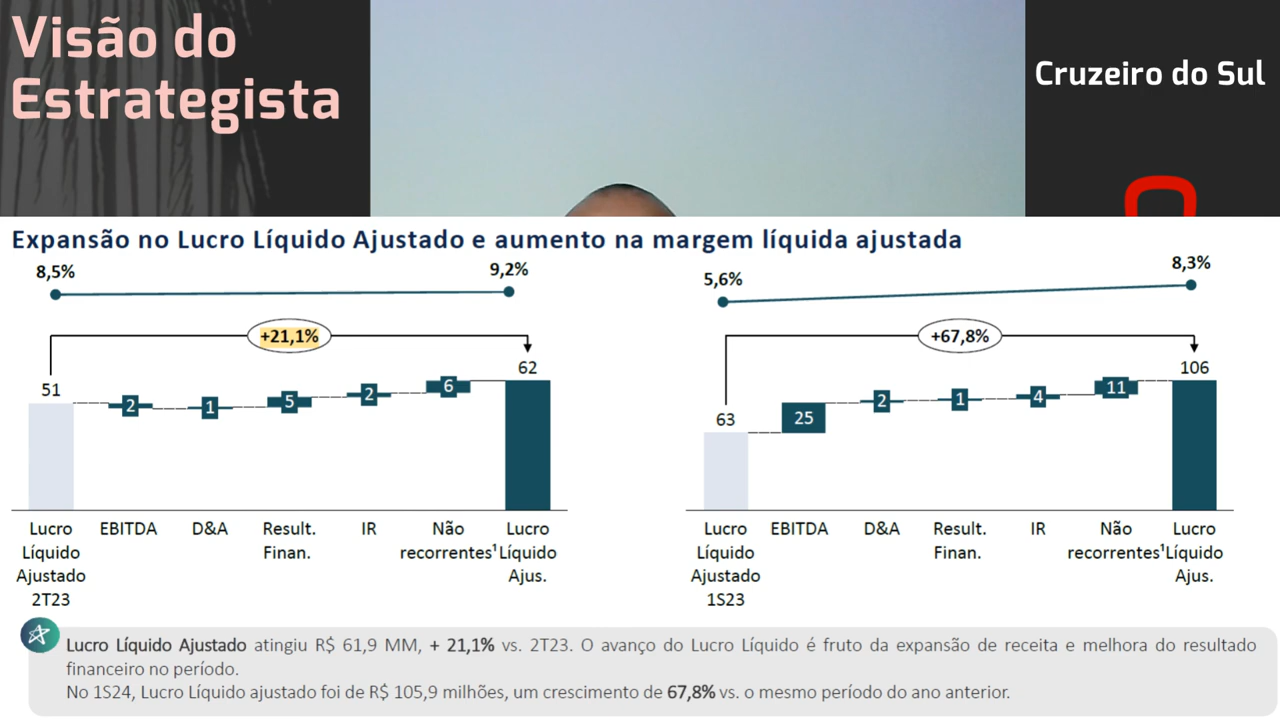 Visão do
Estrategista
Cruzeiro do Sul
Expansão no Lucro Líquido Ajustado e aumento na margem líquida ajustada
8,5%
9,2%
+21,1%
51
2
1
5
2
6
62
Lucro
Líquido
Ajustado
2T23
EBITDA
D&A
Result.
Finan.
IR
Não
recorrentes¹
Lucro
Líquido
Ajus.
5,6%
8,3%
+67,8%
63
25
2
1
4
11
106
Lucro
Líquido
Ajustado
1S23
EBITDA
D&A
Result.
Finan.
IR
Não
recorrentes¹
Lucro
Líquido
Ajus.
Lucro Líquido Ajustado atingiu R$ 61,9 MM, + 21,1% vs. 2T23. O avanço do Lucro Líquido é fruto da expansão de receita e melhora do resultado
financeiro no período.
No 1S24, Lucro Líquido ajustado foi de R$ 105,9 milhões, um crescimento de 67,8% vs. o mesmo período do ano anterior.